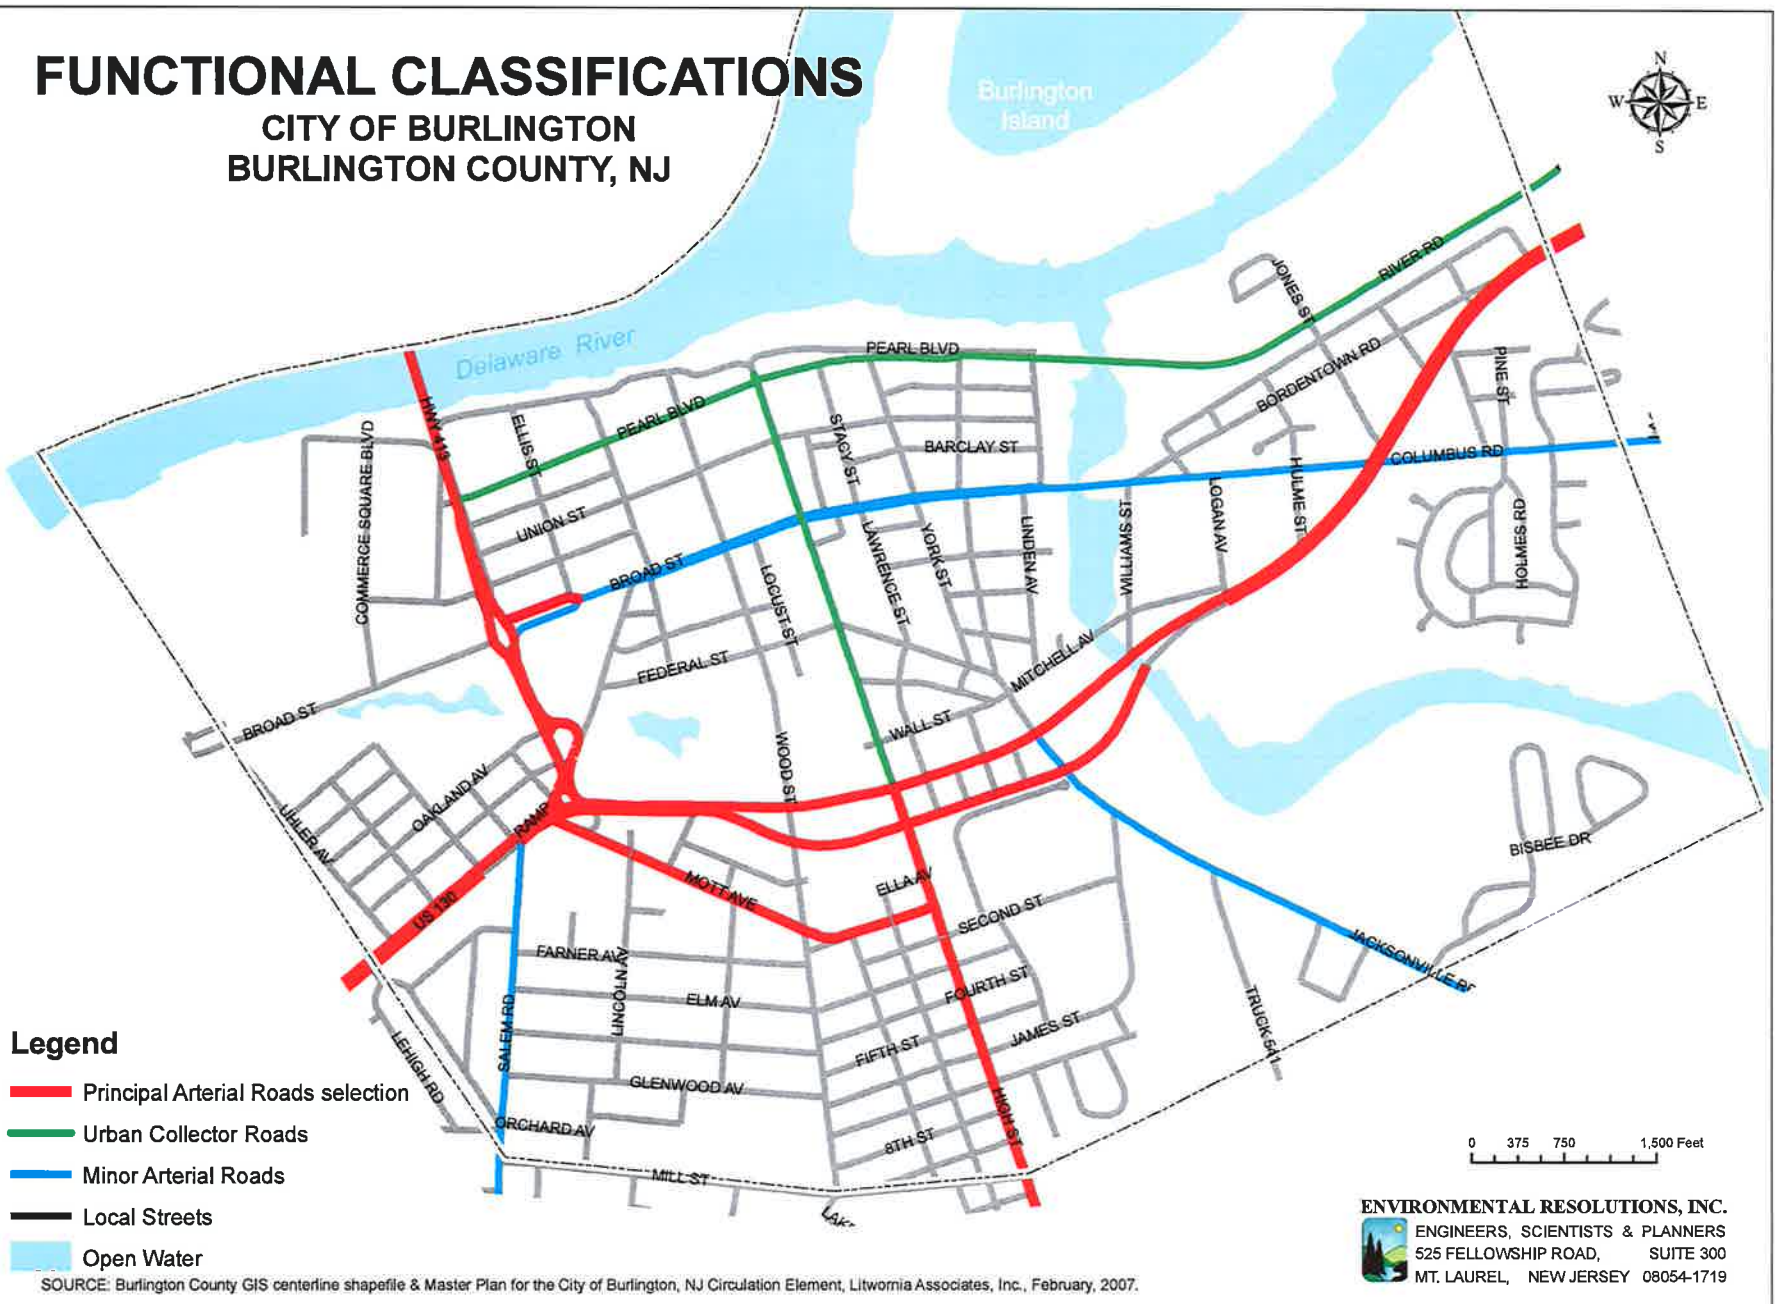 FUNCTIONAL CLASSIFICATIONS
CITY OF BURLINGTON
BURLINGTON COUNTY, NJ
Burlington
Island
N
W
E
S
Delaware River
RIVER RD
JONES ST
PEARL BLVD
BORDENTOWN RD
PINE ST
HWY 413
ELLIS ST
PEARL BLVD
STACY ST
BARCLAY ST
COLUMBUS RD
COMMERCE SQUARE BLVD
UNION ST
BROAD ST
LOCUST ST
LAWRENCE ST
YORK ST
LINDEN AV
WILLIAMS ST
LOGAN AV
HULME ST
HOLMES RD
FEDERAL ST
MITCHELL AV
BROAD ST
WALL ST
WOOD ST
OAKLAND AV
UHLER AV
RAMP
US 130
MOTT AVE
ELLA AV
SECOND ST
BISBEE DR
JACKSONVILLE RD
FARNER AV
LINCOLN AV
ELM AV
FOURTH ST
SALEM RD
FIFTH ST
JAMES ST
TRUCK 541
LEHIGH RD
GLENWOOD AV
HIGH ST
ORCHARD AV
8TH ST
MILL ST
Legend
Principal Arterial Roads selection
Urban Collector Roads
Minor Arterial Roads
Local Streets
Open Water
0 375 750 1,500 Feet
ENVIRONMENTAL RESOLUTIONS, INC.
ENGINEERS, SCIENTISTS & PLANNERS
525 FELLOWSHIP ROAD, SUITE 300
MT. LAUREL, NEW JERSEY 08054-1719
SOURCE: Burlington County GIS centerline shapefile & Master Plan for the City of Burlington, NJ Circulation Element, Litwornia Associates, Inc., February, 2007.